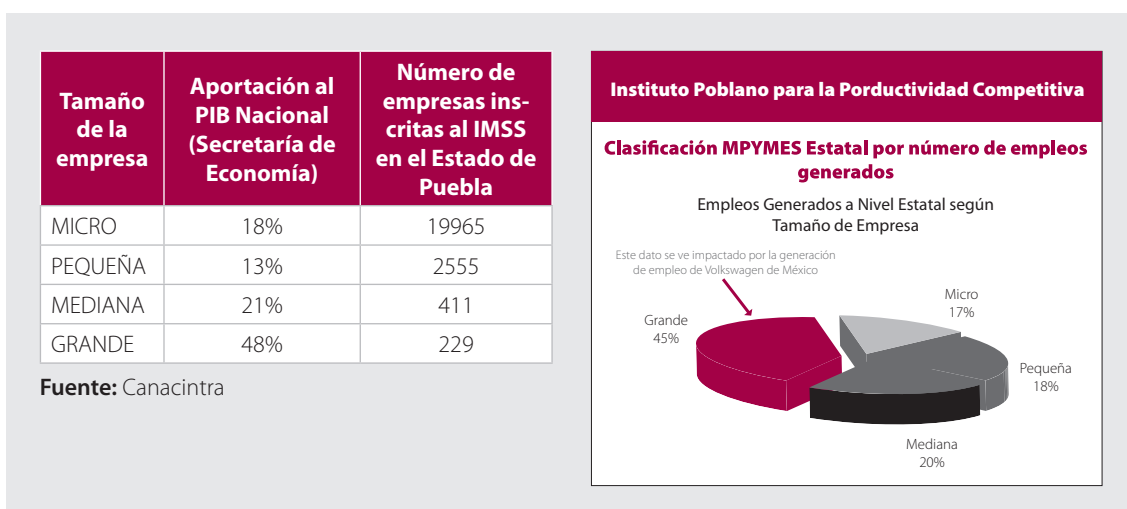 Tamaño
de la
empresa
Aportación al
PIB Nacional
(Secretaría de
Economía)
Número de
empresas ins-
critas al IMSS
en el Estado de
Puebla
MICRO 18% 19965
PEQUEÑA 13% 2555
MEDIANA 21% 411
GRANDE 48% 229
Fuente: Canacintra
Instituto Poblano para la Porductividad Competitiva
Clasificación MPYMES Estatal por número de empleos
generados
Empleos Generados a Nivel Estatal según
Tamaño de Empresa
Este dato se ve impactado por la generación
de empleo de Volkswagen de México
Micro
17%
Grande
45%
Pequeña
18%
Mediana
20%